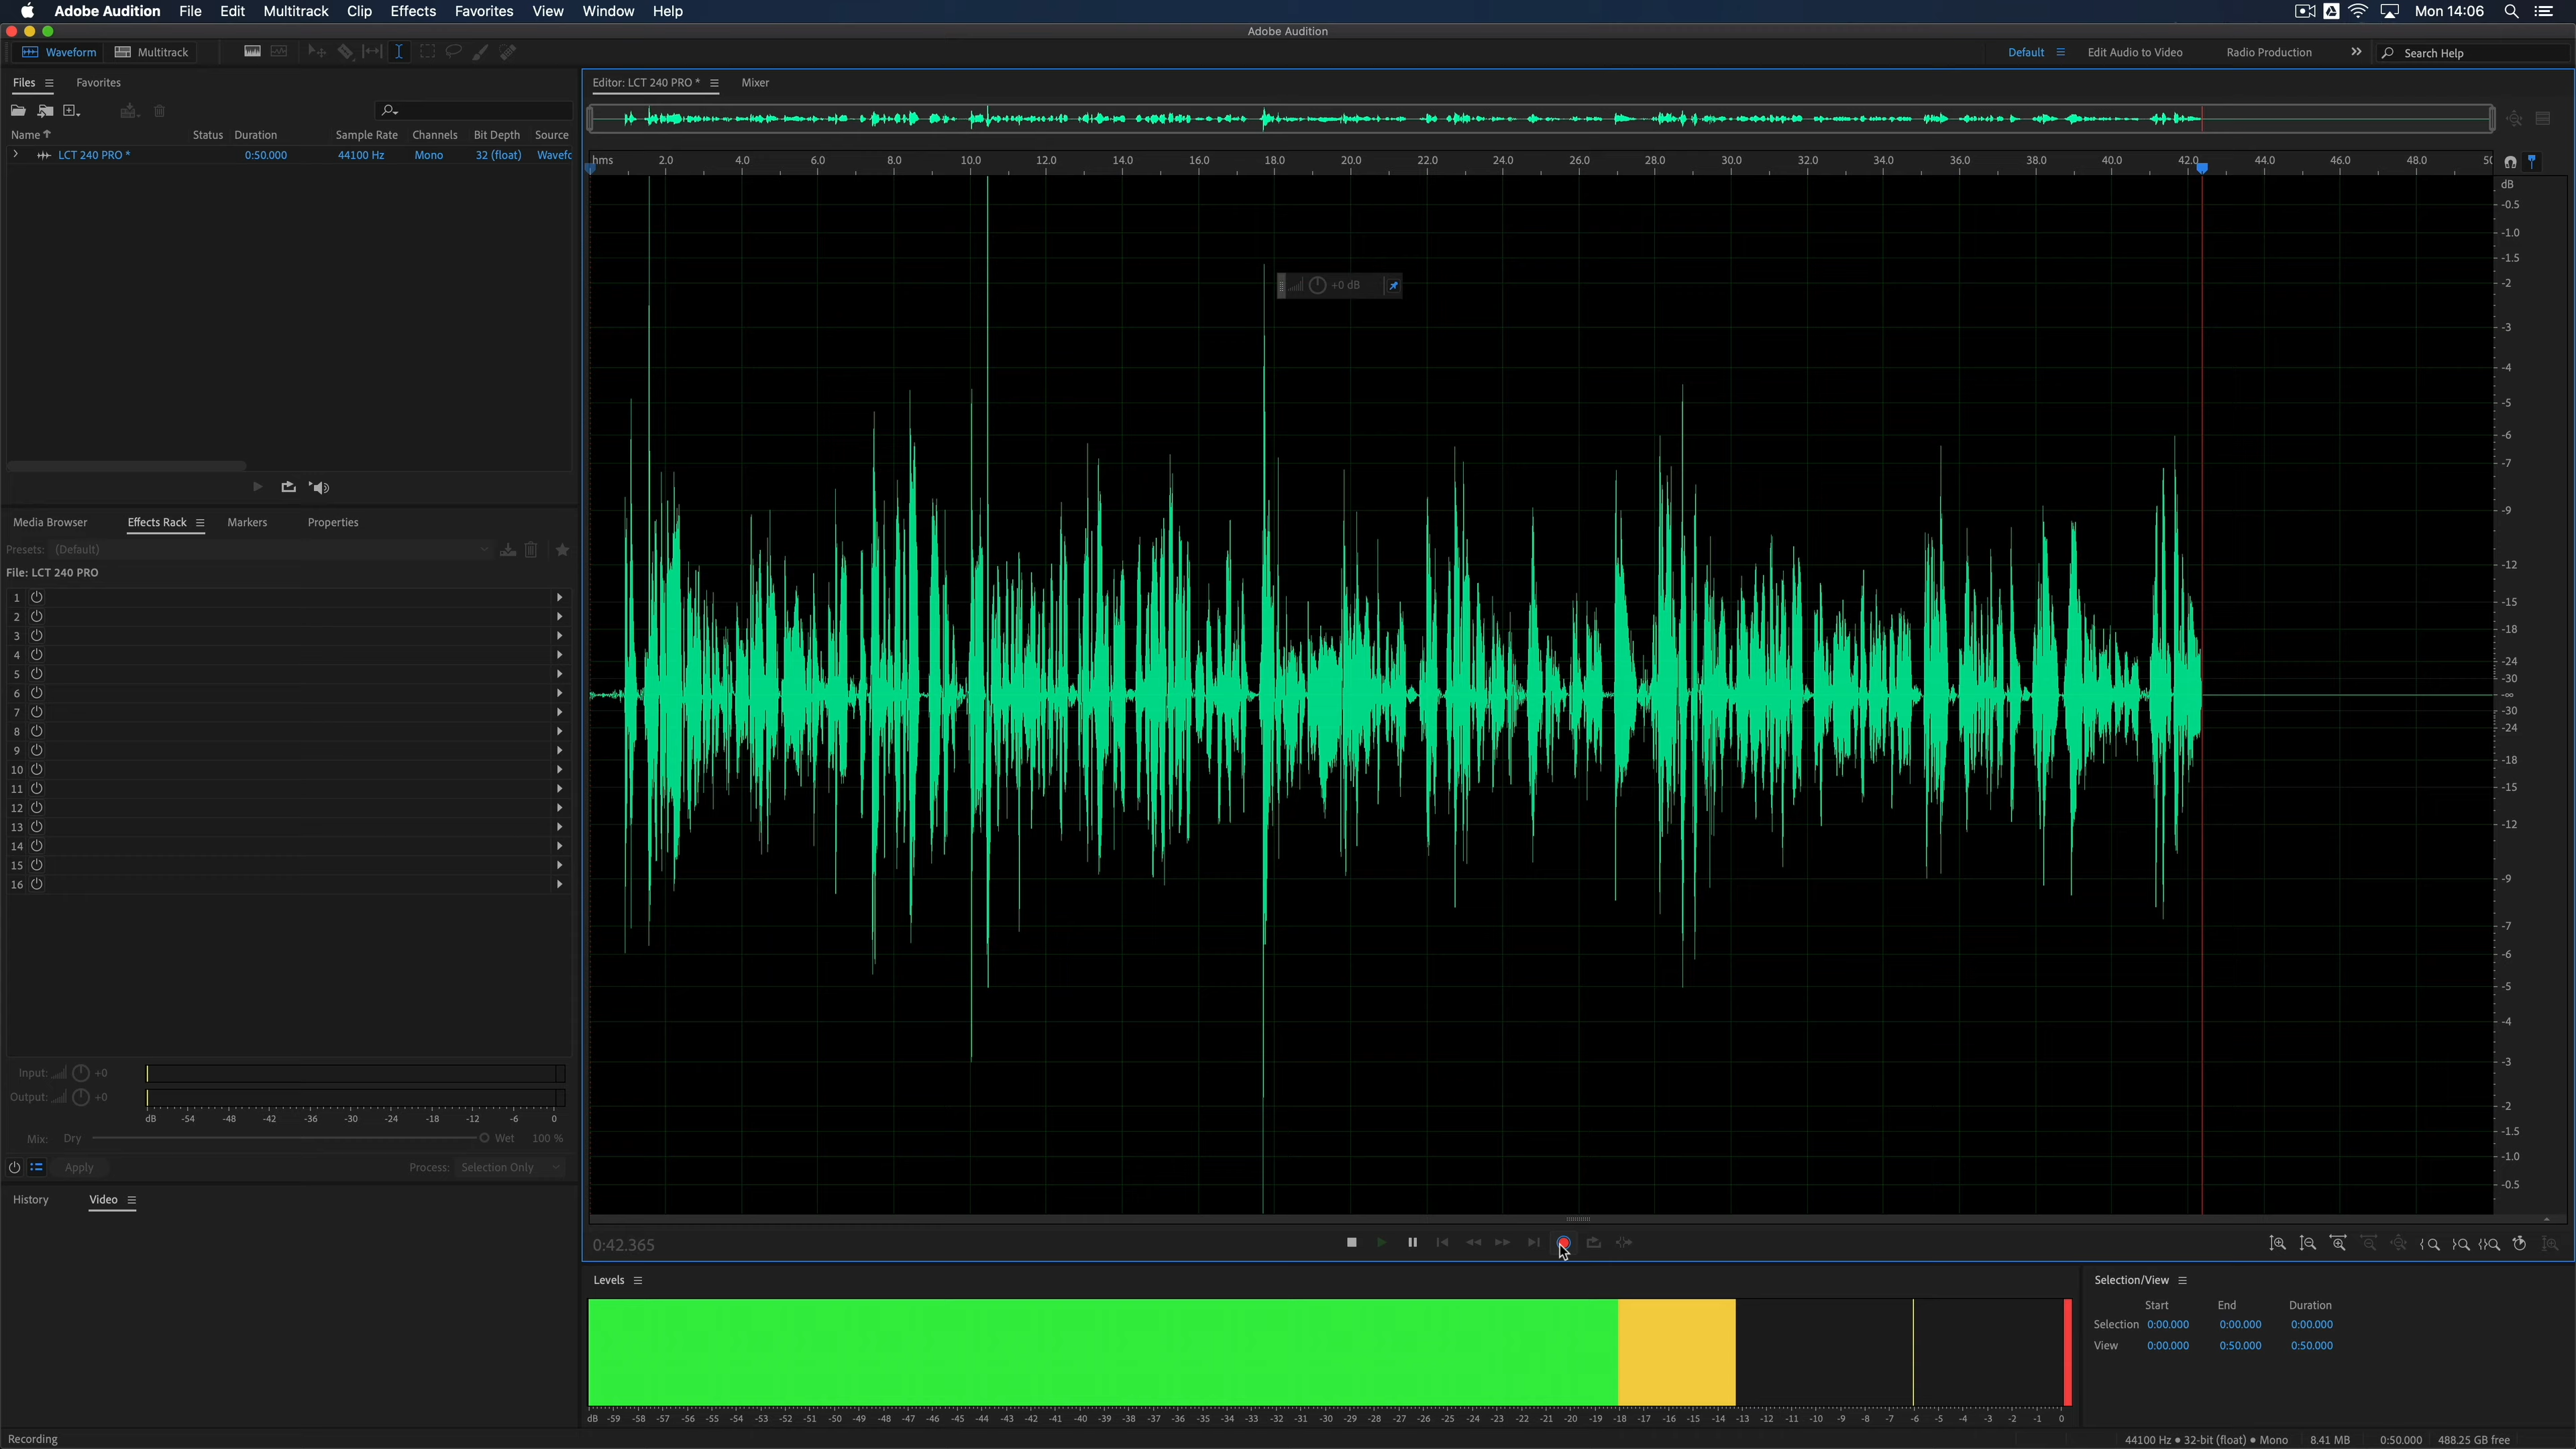 Adobe Audition File Edit Multitrack Clip Effects Favorites View Window Help Mon 14:06
Adobe Audition
Waveform Multitrack Default Edit Audio to Video Radio Production Search Help
Files Favorites
Name Status Duration Sample Rate Channels Bit Depth Source
LCT 240 PRO * 0:50.000 44100 Hz Mono 32 (float) Wavefc
Media Browser Effects Rack Markers Properties
Presets: (Default)
File: LCT 240 PRO
1
2
3
4
5
6
7
8
9
10
11
12
13
14
15
16
Input: +0
Output: +0
dB -54 -48 -42 -36 -30 -24 -18 -12 -6 0
Mix: Dry Wet 100 %
Apply Process: Selection Only
History Video
Editor: LCT 240 PRO * Mixer
hms 2.0 4.0 6.0 8.0 10.0 12.0 14.0 16.0 18.0 20.0 22.0 24.0 26.0 28.0 30.0 32.0 34.0 36.0 38.0 40.0 42.0 44.0 46.0 48.0 50
+0 dB
dB
-0.5
-1.0
-1.5
-2
-3
-4
-5
-6
-7
-9
-12
-15
-18
-24
-30
-∞
-30
-24
-18
-15
-12
-9
-7
-6
-5
-4
-3
-2
-1.5
-1.0
-0.5
0:42.365
Levels
dB -59 -58 -57 -56 -55 -54 -53 -52 -51 -50 -49 -48 -47 -46 -45 -44 -43 -42 -41 -40 -39 -38 -37 -36 -35 -34 -33 -32 -31 -30 -29 -28 -27 -26 -25 -24 -23 -22 -21 -20 -19 -18 -17 -16 -15 -14 -13 -12 -11 -10 -9 -8 -7 -6 -5 -4 -3 -2 -1 0
Selection/View
Start End Duration
Selection 0:00.000 0:00.000 0:00.000
View 0:00.000 0:50.000 0:50.000
Recording 44100 Hz ● 32-bit (float) ● Mono 8.41 MB 0:50.000 488.25 GB free